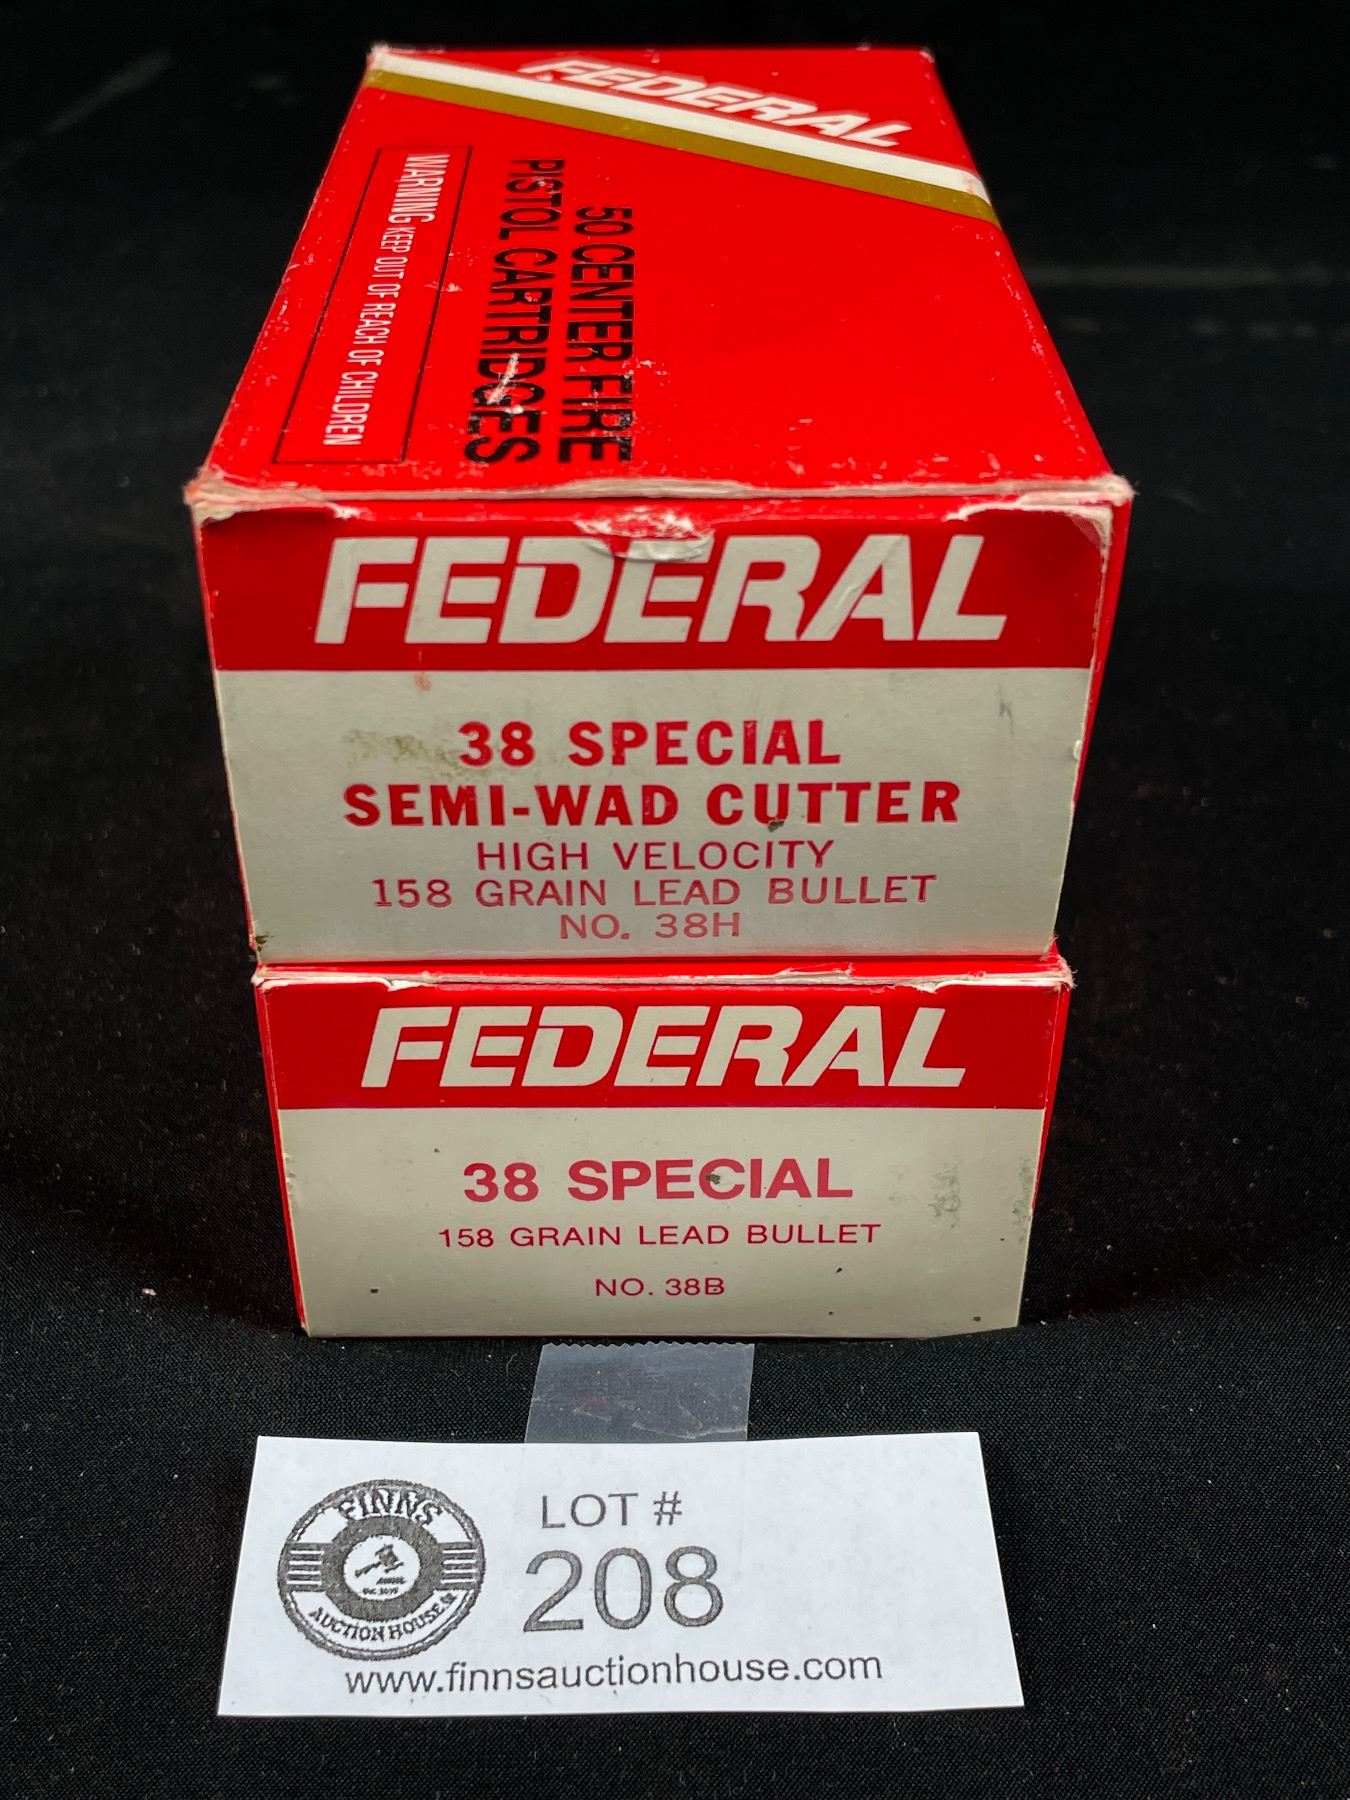 FEDERAL
50 CENTER FIRE
PISTOL CARTRIDGES
WARNING KEEP OUT OF REACH OF CHILDREN
FEDERAL
38 SPECIAL
SEMI-WAD CUTTER
HIGH VELOCITY
158 GRAIN LEAD BULLET
NO. 38H
FEDERAL
38 SPECIAL
158 GRAIN LEAD BULLET
NO. 38B
FINNS
AUCTION HOUSE
LOT #
208
www.finnsauctionhouse.com